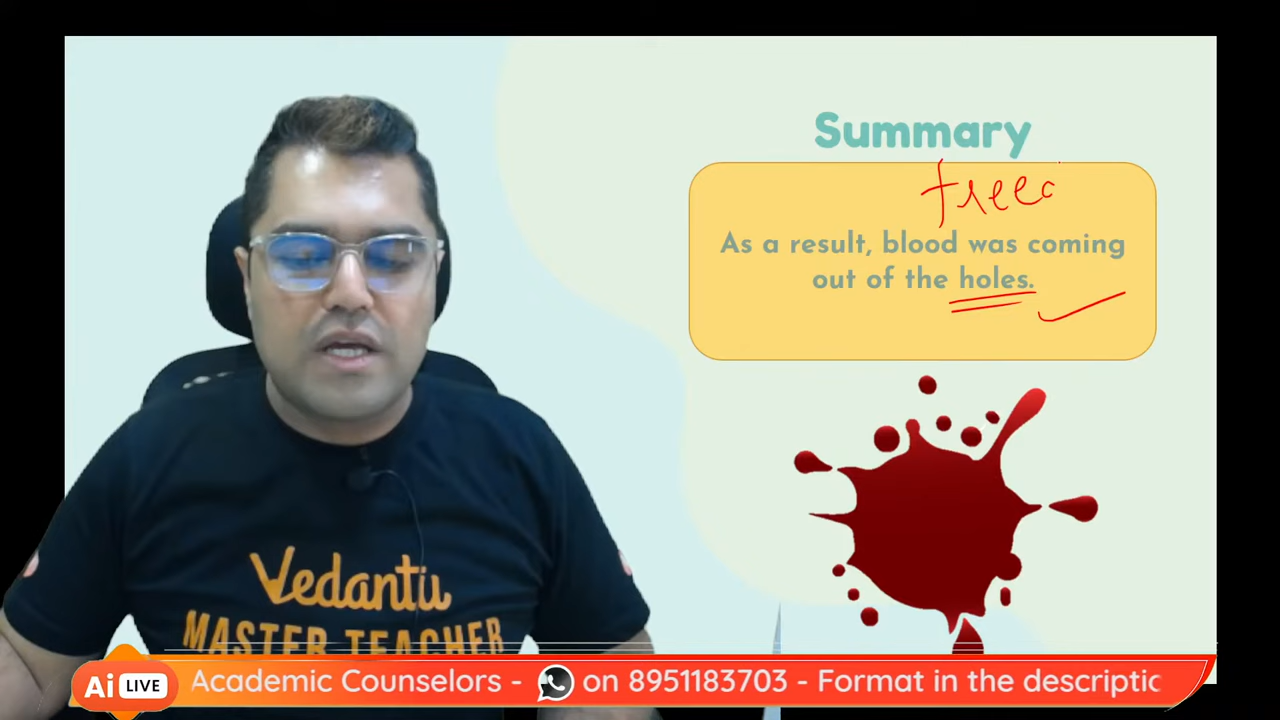 Summary
freec
As a result, blood was coming
out of the holes.
Vedantu
MASTER TEACHER
Ai LIVE
Academic Counselors - on 8951183703 - Format in the descriptic